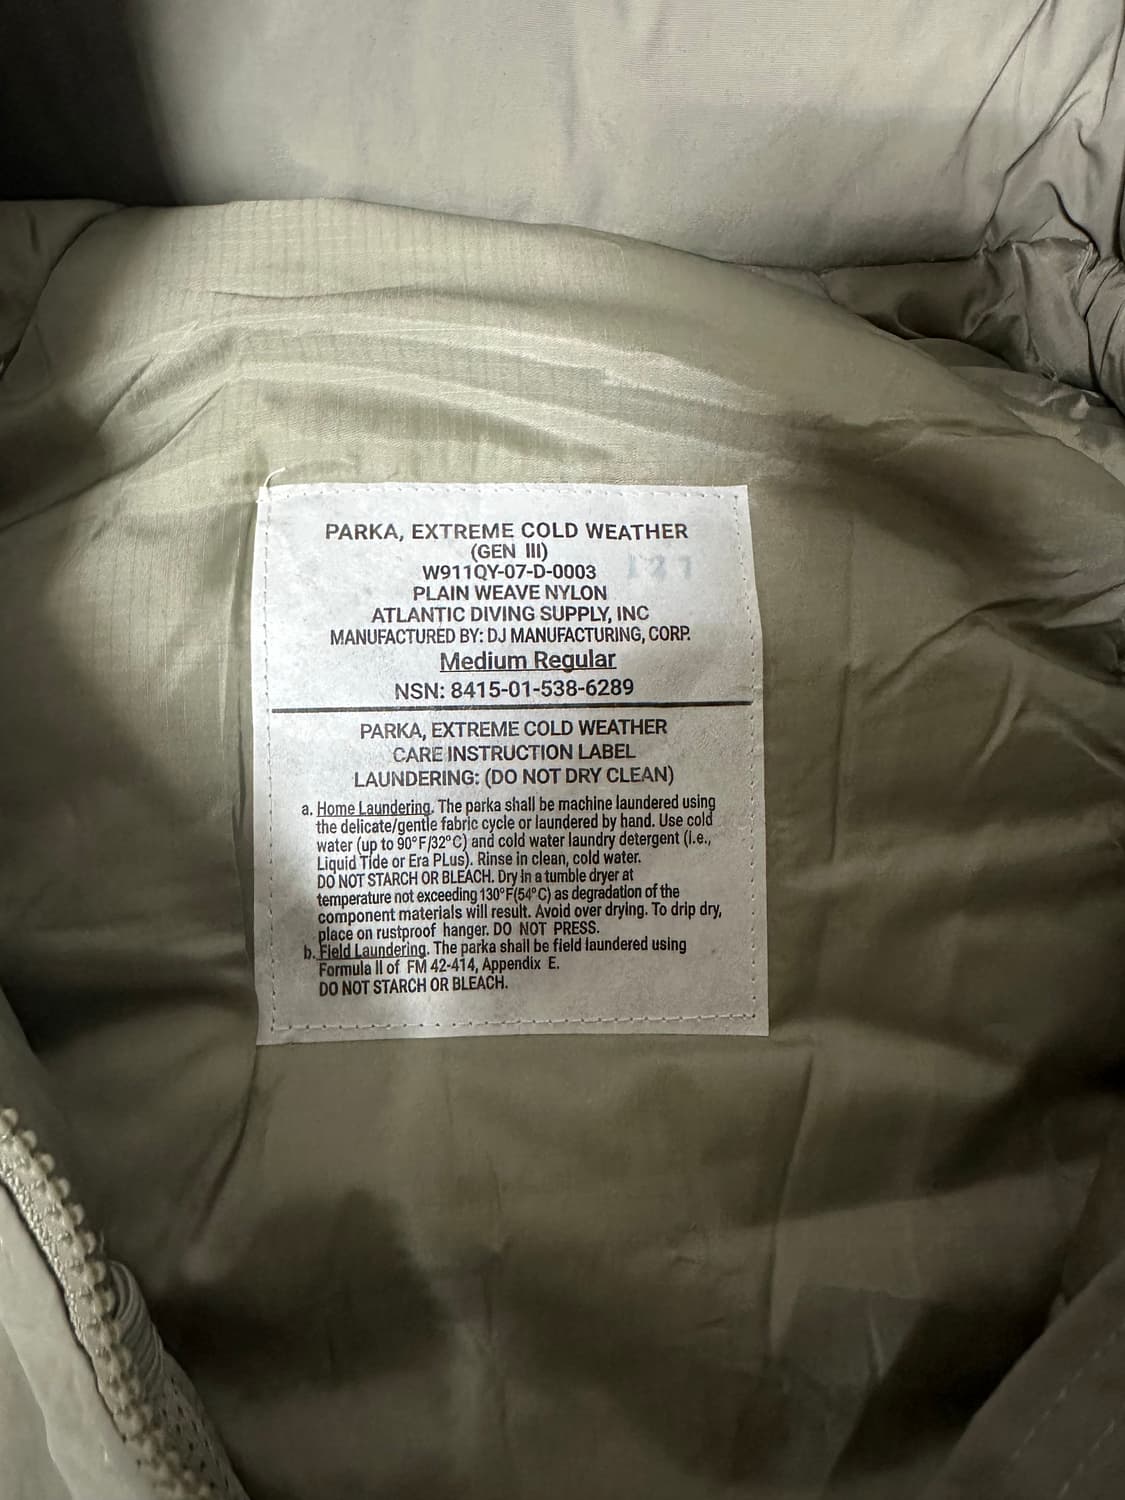 PARKA, EXTREME COLD WEATHER
(GEN III)
W911QY-07-D-0003
PLAIN WEAVE NYLON
ATLANTIC DIVING SUPPLY, INC
MANUFACTURED BY: DJ MANUFACTURING, CORP.
Medium Regular
NSN: 8415-01-538-6289
PARKA, EXTREME COLD WEATHER
CARE INSTRUCTION LABEL
LAUNDERING: (DO NOT DRY CLEAN)
a. Home Laundering. The parka shall be machine laundered using
the delicate/gentle fabric cycle or laundered by hand. Use cold
water (up to 90°F/32°C) and cold water laundry detergent (i.e.,
Liquid Tide or Era PLus). Rinse in clean, cold water.
DO NOT STARCH OR BLEACH. Dry in a tumble dryer at
temperature not exceeding 130°F(54°C) as degradation of the
component materials will result. Avoid over drying. To drip dry,
place on rustproof hanger. DO NOT PRESS.
b. Field Laundering. The parka shall be field laundered using
Formula II of FM 42-414, Appendix E.
DO NOT STARCH OR BLEACH.